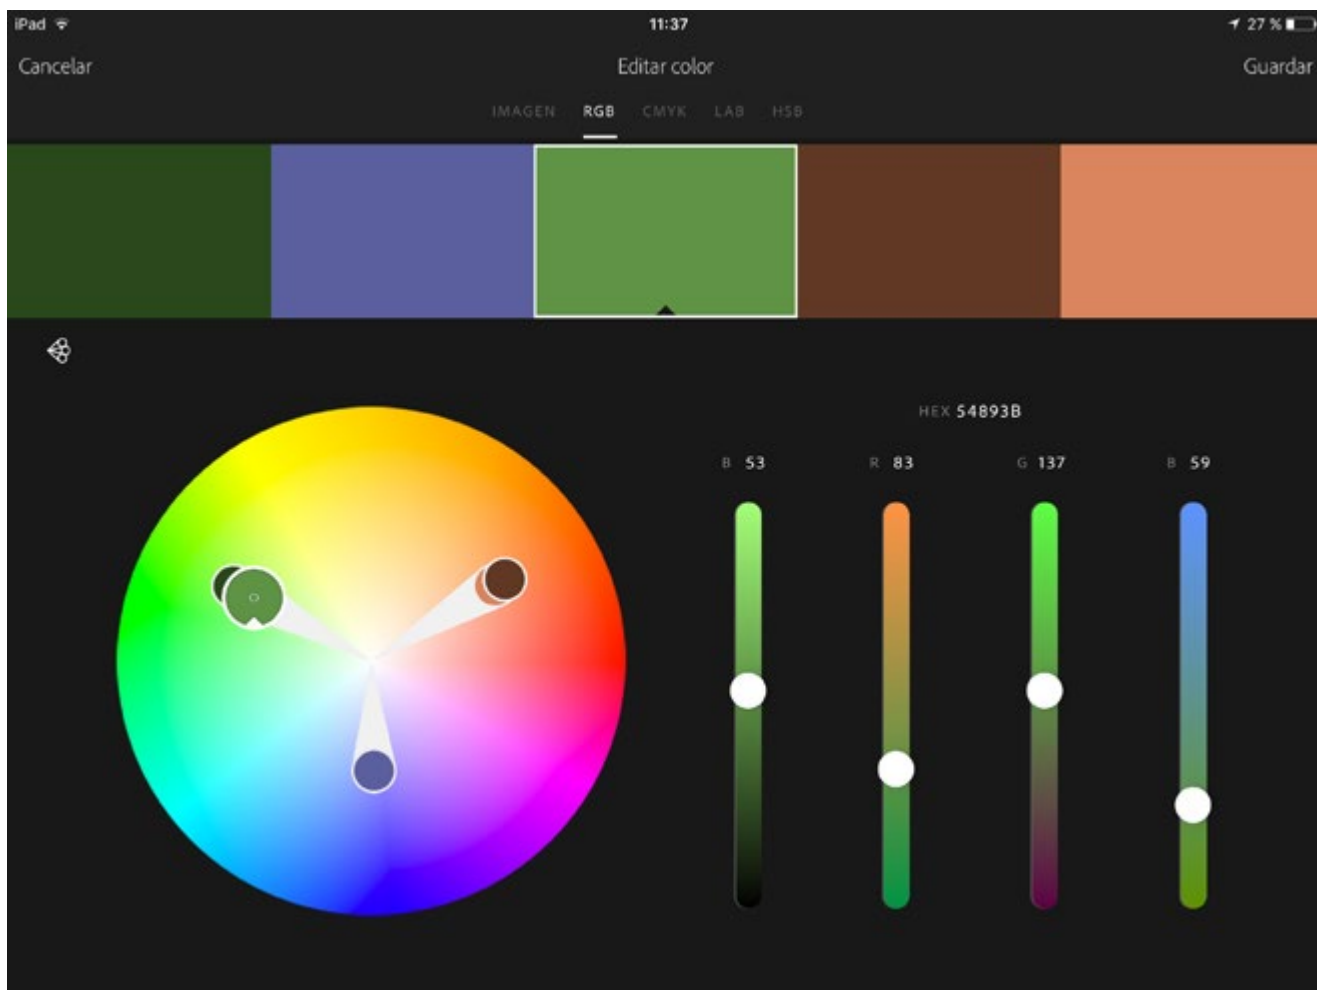 iPad 11:37 27 %
Cancelar Editar color Guardar
IMAGEN RGB CMYK LAB HSB
HEX 54893B
B 53 R 83 G 137 B 59